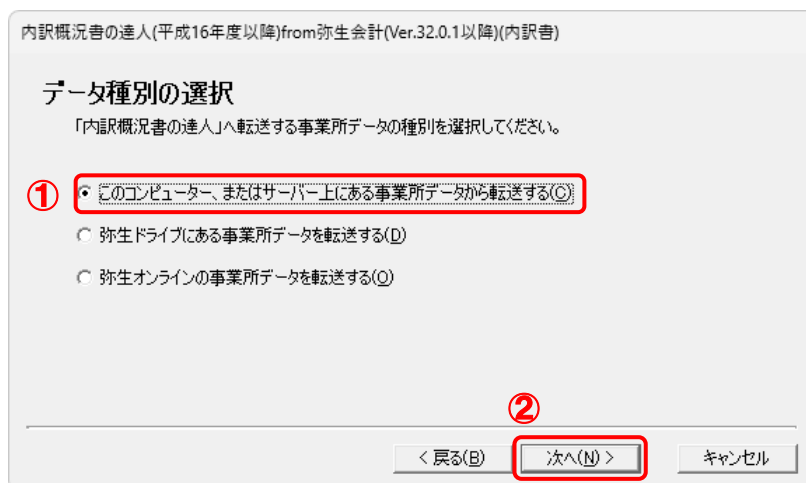 内訳概況書の達人(平成16年度以降)from弥生会計(Ver.32.0.1以降)(内訳書)
データ種別の選択
「内訳概況書の達人」へ転送する事業所データの種別を選択してください。
① このコンピューター、またはサーバー上にある事業所データから転送する(C)
弥生ドライブにある事業所データを転送する(D)
弥生オンラインの事業所データを転送する(O)
②
< 戻る(B) 次へ(N) > キャンセル